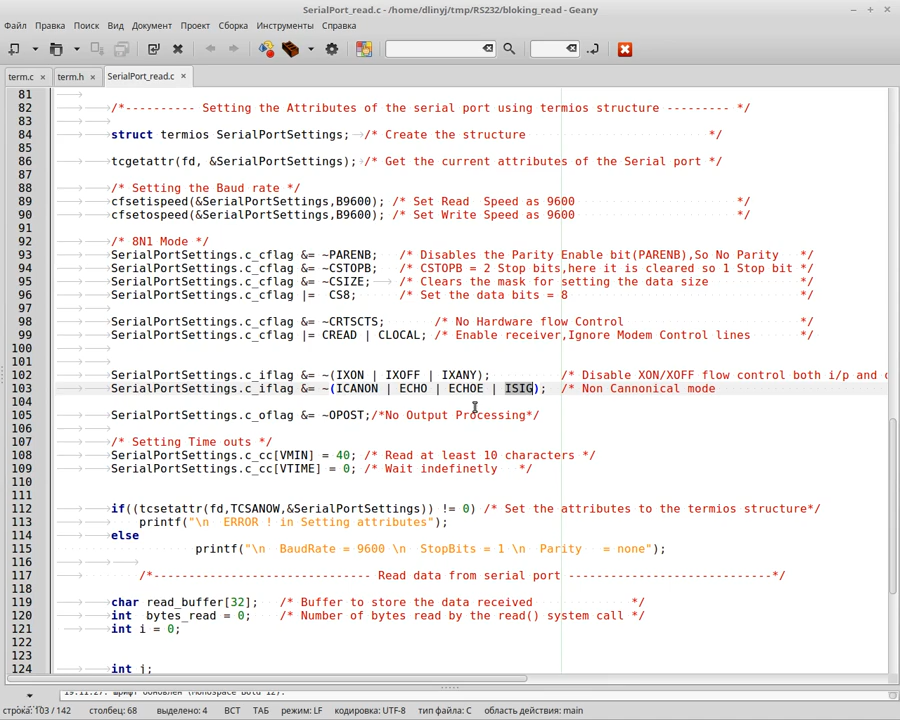 SerialPort_read.c - /home/dlinyj/tmp/RS232/bloking_read - Geany
Файл Правка Поиск Вид Документ Проект Сборка Инструменты Справка
term.c × term.h × SerialPort_read.c ×
81
82 /*---------- Setting the Attributes of the serial port using termios structure --------- */
83
84 struct termios SerialPortSettings; /* Create the structure */
85
86 tcgetattr(fd, &SerialPortSettings); /* Get the current attributes of the Serial port */
87
88 /* Setting the Baud rate */
89 cfsetispeed(&SerialPortSettings,B9600); /* Set Read Speed as 9600 */
90 cfsetospeed(&SerialPortSettings,B9600); /* Set Write Speed as 9600 */
91
92 /* 8N1 Mode */
93 SerialPortSettings.c_cflag &= ~PARENB; /* Disables the Parity Enable bit(PARENB),So No Parity */
94 SerialPortSettings.c_cflag &= ~CSTOPB; /* CSTOPB = 2 Stop bits,here it is cleared so 1 Stop bit */
95 SerialPortSettings.c_cflag &= ~CSIZE; /* Clears the mask for setting the data size */
96 SerialPortSettings.c_cflag |= CS8; /* Set the data bits = 8 */
97
98 SerialPortSettings.c_cflag &= ~CRTSCTS; /* No Hardware flow Control */
99 SerialPortSettings.c_cflag |= CREAD | CLOCAL; /* Enable receiver,Ignore Modem Control lines */
100
101
102 SerialPortSettings.c_iflag &= ~(IXON | IXOFF | IXANY); /* Disable XON/XOFF flow control both i/p and
103 SerialPortSettings.c_iflag &= ~(ICANON | ECHO | ECHOE | ISIG); /* Non Cannonical mode */
104
105 SerialPortSettings.c_oflag &= ~OPOST;/*No Output Processing*/
106
107 /* Setting Time outs */
108 SerialPortSettings.c_cc[VMIN] = 40; /* Read at least 10 characters */
109 SerialPortSettings.c_cc[VTIME] = 0; /* Wait indefinetly */
110
111
112 if((tcsetattr(fd,TCSANOW,&SerialPortSettings)) != 0) /* Set the attributes to the termios structure*/
113 printf("\n ERROR ! in Setting attributes");
114 else
115 printf("\n BaudRate = 9600 \n StopBits = 1 \n Parity = none");
116
117 /*------------------------------ Read data from serial port ----------------------------*/
118
119 char read_buffer[32]; /* Buffer to store the data received */
120 int bytes_read = 0; /* Number of bytes read by the read() system call */
121 int i = 0;
122
123
124 int j;
строка: 103 / 142 столбец: 68 выделено: 4 ВСТ ТАБ режим: LF кодировка: UTF-8 тип файла: C область действия: main